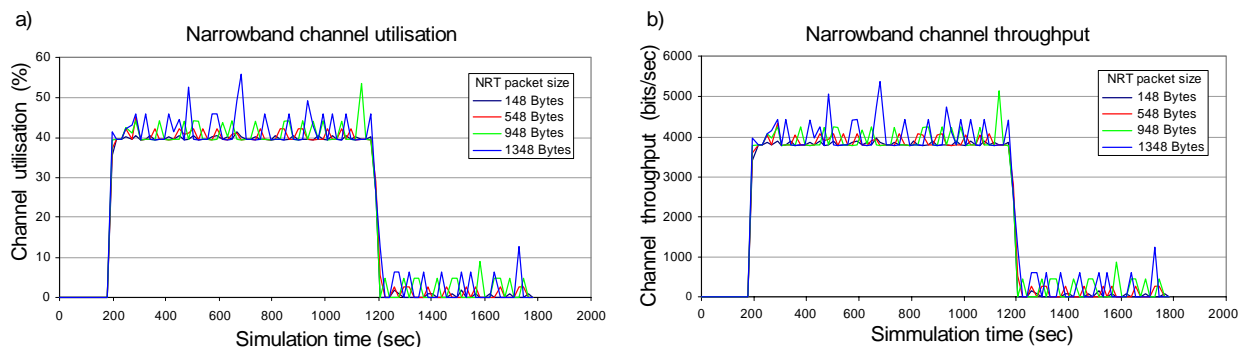 a)
Narrowband channel utilisation
Channel utilisation (%)
60
50
40
30
20
10
0
NRT packet size
148 Bytes
548 Bytes
948 Bytes
1348 Bytes
0 200 400 600 800 1000 1200 1400 1600 1800 2000
Simulation time (sec)
b)
Narrowband channel throughput
Channel throughput (bits/sec)
6000
5000
4000
3000
2000
1000
0
NRT packet size
148 Bytes
548 Bytes
948 Bytes
1348 Bytes
0 200 400 600 800 1000 1200 1400 1600 1800 2000
Simmulation time (sec)